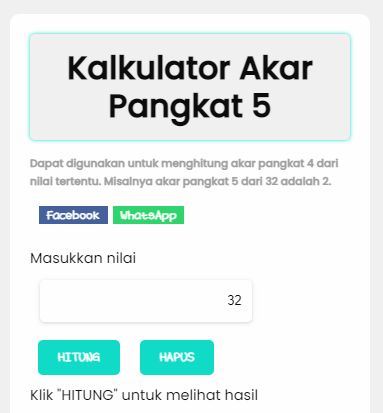 Kalkulator Akar
Pangkat 5
Dapat digunakan untuk menghitung akar pangkat 4 dari
nilai tertentu. Misalnya akar pangkat 5 dari 32 adalah 2.
Facebook WhatsApp
Masukkan nilai
32
HITUNG HAPUS
Klik "HITUNG" untuk melihat hasil